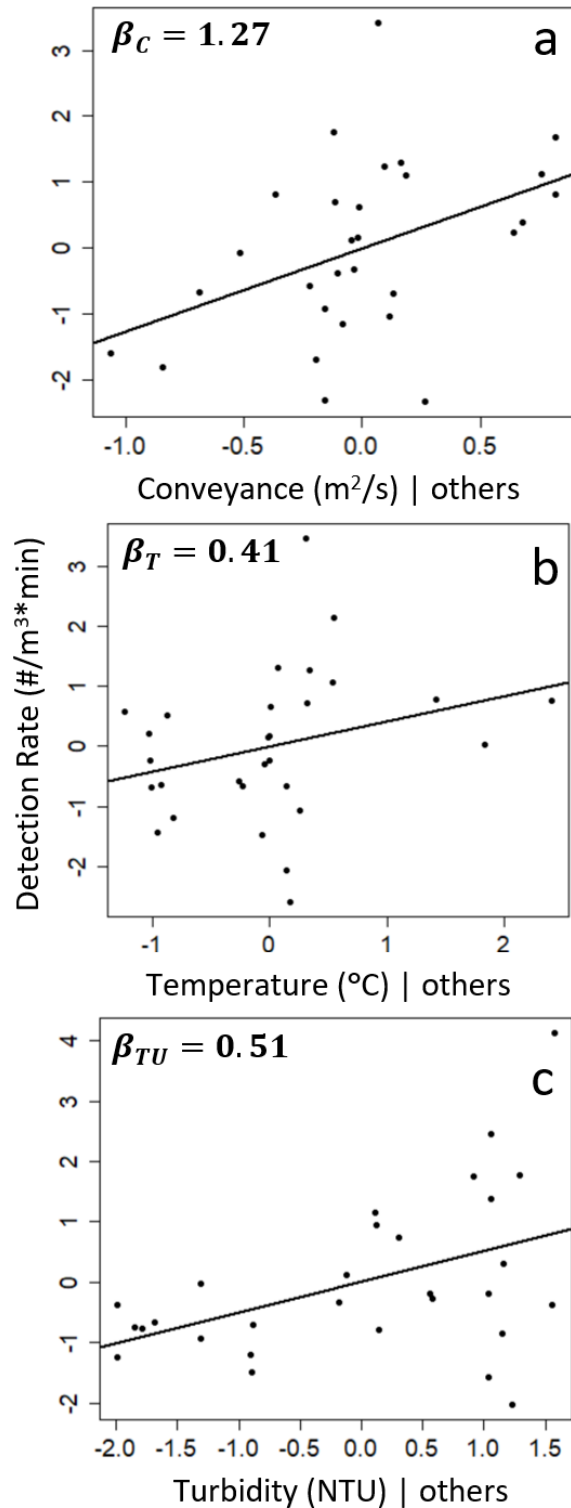 β_C = 1.27
a
3
2
1
0
-1
-2
-1.0 -0.5 0.0 0.5
Conveyance (m²/s) | others
Detection Rate (#/m³*min)
β_T = 0.41
b
3
2
1
0
-1
-2
-1 0 1 2
Temperature (°C) | others
β_TU = 0.51
c
4
3
2
1
0
-1
-2
-2.0 -1.5 -1.0 -0.5 0.0 0.5 1.0 1.5
Turbidity (NTU) | others